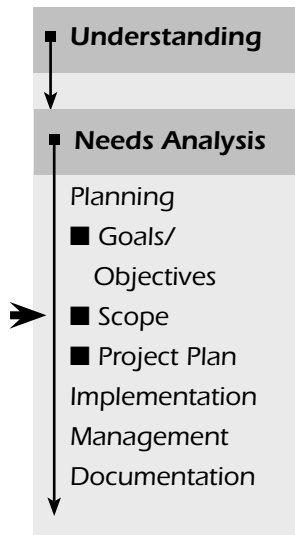 ■ Understanding
■ Needs Analysis
Planning
■ Goals/
Objectives
■ Scope
■ Project Plan
Implementation
Management
Documentation